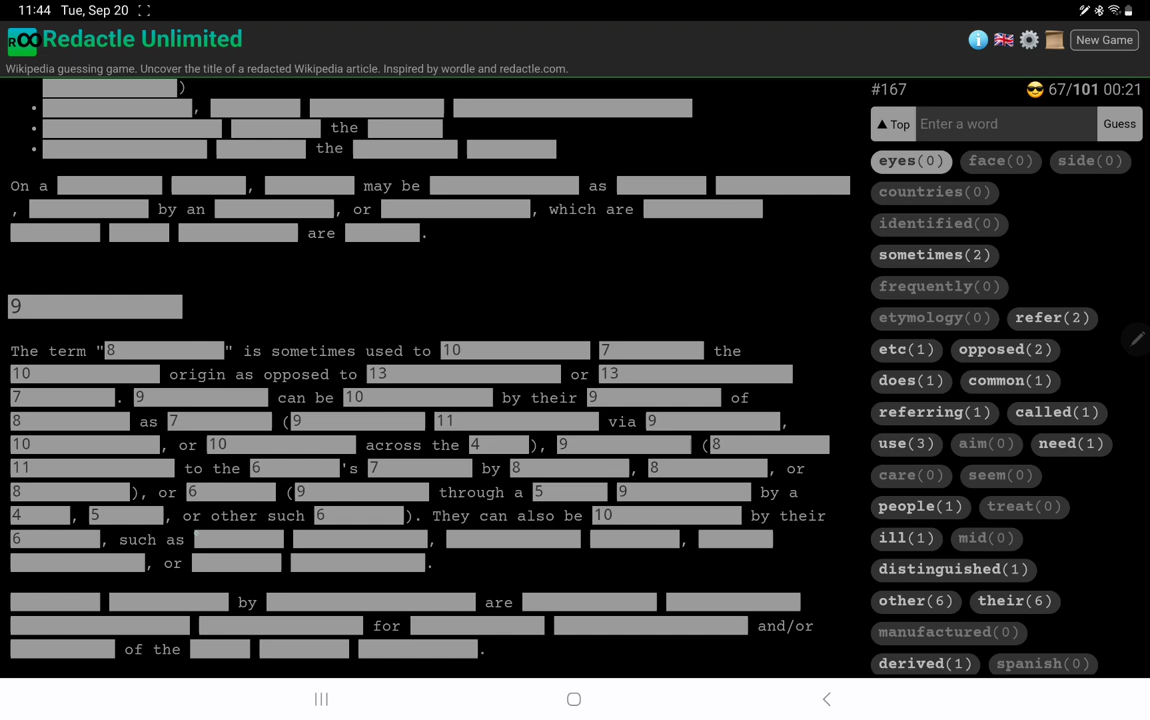 11:44 Tue, Sep 20
ROO Redactle Unlimited
New Game
Wikipedia guessing game. Uncover the title of a redacted Wikipedia article. Inspired by wordle and redactle.com.
)
• ,
• the
• the
On a , may be as
, by an , or , which are
are .
9
The term "8 " is sometimes used to 10 7 the
10 origin as opposed to 13 or 13
7 . 9 can be 10 by their 9 of
8 as 7 (9 11 via 9 ,
10 , or 10 across the 4 ), 9 (8
11 to the 6 's 7 by 8 , 8 , or
8 ), or 6 (9 through a 5 9 by a
4 , 5 , or other such 6 ). They can also be 10 by their
6 , such as , ,
, or .
by are
for and/or
of the .
#167 67/101 00:21
▲ Top Enter a word Guess
eyes(0) face(0) side(0)
countries(0)
identified(0)
sometimes(2)
frequently(0)
etymology(0) refer(2)
etc(1) opposed(2)
does(1) common(1)
referring(1) called(1)
use(3) aim(0) need(1)
care(0) seem(0)
people(1) treat(0)
ill(1) mid(0)
distinguished(1)
other(6) their(6)
manufactured(0)
derived(1) spanish(0)